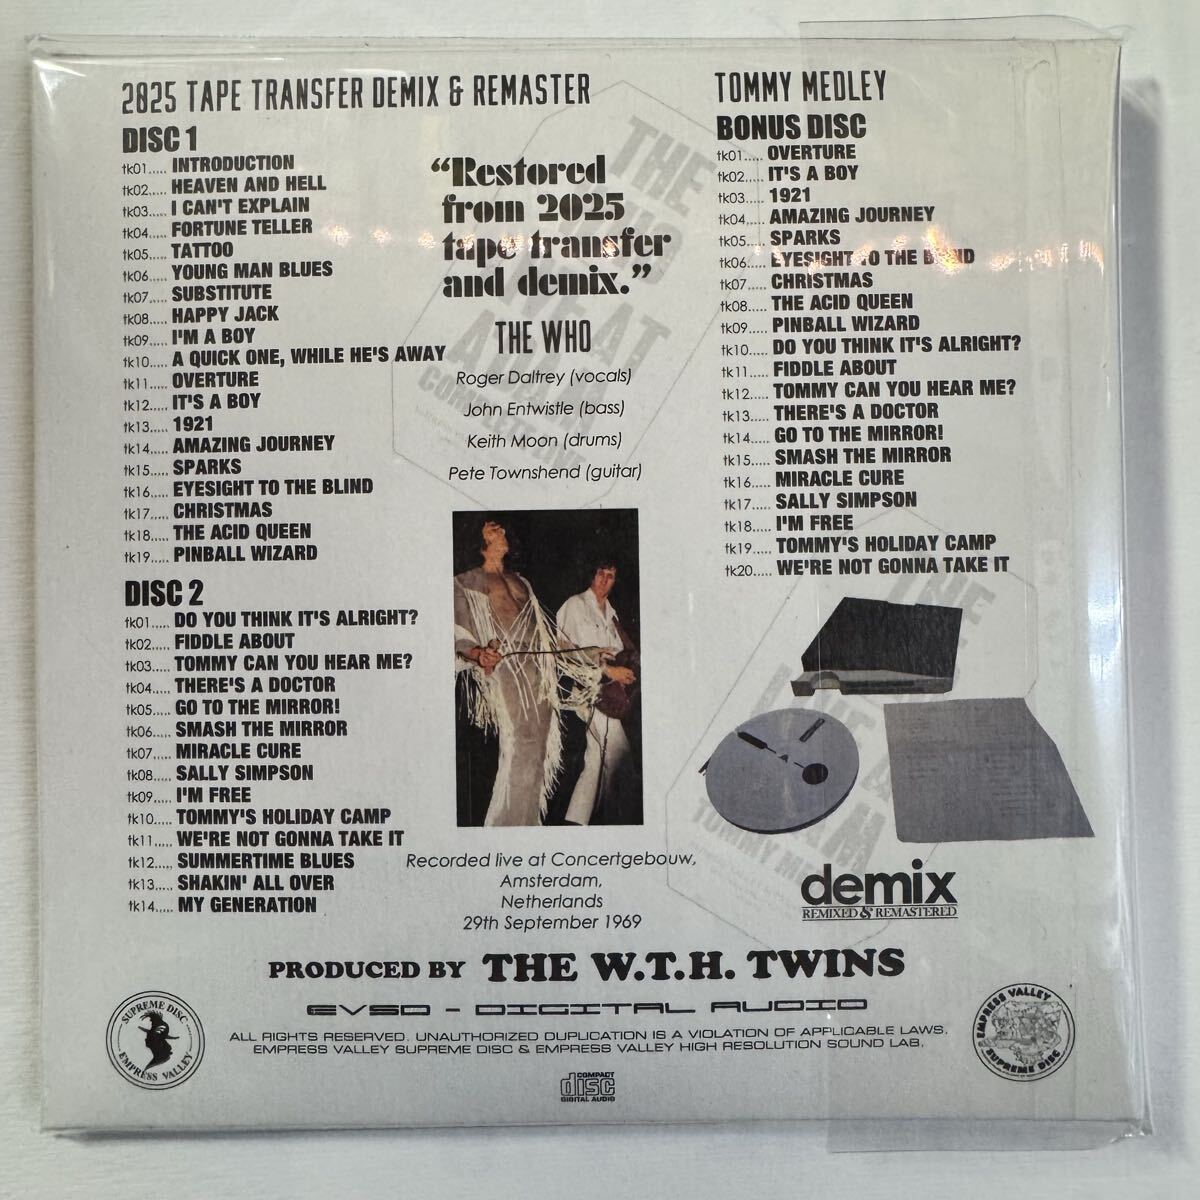 2025 TAPE TRANSFER DEMIX & REMASTER
DISC 1
tk01..... INTRODUCTION
tk02..... HEAVEN AND HELL
tk03..... I CAN'T EXPLAIN
tk04..... FORTUNE TELLER
tk05..... TATTOO
tk06..... YOUNG MAN BLUES
tk07..... SUBSTITUTE
tk08..... HAPPY JACK
tk09..... I'M A BOY
tk10..... A QUICK ONE, WHILE HE'S AWAY
tk11..... OVERTURE
tk12..... IT'S A BOY
tk13..... 1921
tk14..... AMAZING JOURNEY
tk15..... SPARKS
tk16..... EYESIGHT TO THE BLIND
tk17..... CHRISTMAS
tk18..... THE ACID QUEEN
tk19..... PINBALL WIZARD
DISC 2
tk01..... DO YOU THINK IT'S ALRIGHT?
tk02..... FIDDLE ABOUT
tk03..... TOMMY CAN YOU HEAR ME?
tk04..... THERE'S A DOCTOR
tk05..... GO TO THE MIRROR!
tk06..... SMASH THE MIRROR
tk07..... MIRACLE CURE
tk08..... SALLY SIMPSON
tk09..... I'M FREE
tk10..... TOMMY'S HOLIDAY CAMP
tk11..... WE'RE NOT GONNA TAKE IT
tk12..... SUMMERTIME BLUES
tk13..... SHAKIN' ALL OVER
tk14..... MY GENERATION
"Restored
from 2025
tape transfer
and demix."
THE WHO
Roger Daltrey (vocals)
John Entwistle (bass)
Keith Moon (drums)
Pete Townshend (guitar)
Recorded live at Concertgebouw,
Amsterdam,
Netherlands
29th September 1969
TOMMY MEDLEY
BONUS DISC
tk01..... OVERTURE
tk02..... IT'S A BOY
tk03..... 1921
tk04..... AMAZING JOURNEY
tk05..... SPARKS
tk06..... EYESIGHT TO THE BLIND
tk07..... CHRISTMAS
tk08..... THE ACID QUEEN
tk09..... PINBALL WIZARD
tk10..... DO YOU THINK IT'S ALRIGHT?
tk11..... FIDDLE ABOUT
tk12..... TOMMY CAN YOU HEAR ME?
tk13..... THERE'S A DOCTOR
tk14..... GO TO THE MIRROR!
tk15..... SMASH THE MIRROR
tk16..... MIRACLE CURE
tk17..... SALLY SIMPSON
tk18..... I'M FREE
tk19..... TOMMY'S HOLIDAY CAMP
tk20..... WE'RE NOT GONNA TAKE IT
demix
REMIXED & REMASTERED
PRODUCED BY THE W.T.H. TWINS
EVSD - DIGITAL AUDIO
ALL RIGHTS RESERVED. UNAUTHORIZED DUPLICATION IS A VIOLATION OF APPLICABLE LAWS.
EMPRESS VALLEY SUPREME DISC & EMPRESS VALLEY HIGH RESOLUTION SOUND LAB.
SUPREME DISC
EMPRESS VALLEY
EMPRESS VALLEY
SUPREME DISC
COMPACT
disc
DIGITAL AUDIO